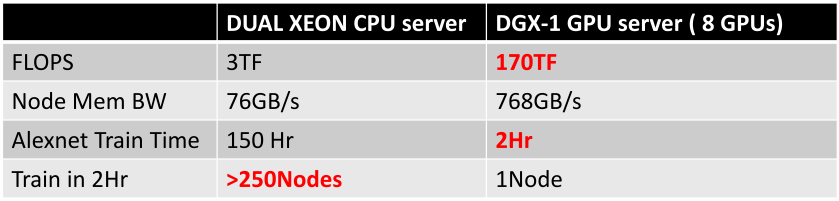 DUAL XEON CPU server DGX-1 GPU server ( 8 GPUs)
FLOPS 3TF 170TF
Node Mem BW 76GB/s 768GB/s
Alexnet Train Time 150 Hr 2Hr
Train in 2Hr >250Nodes 1Node